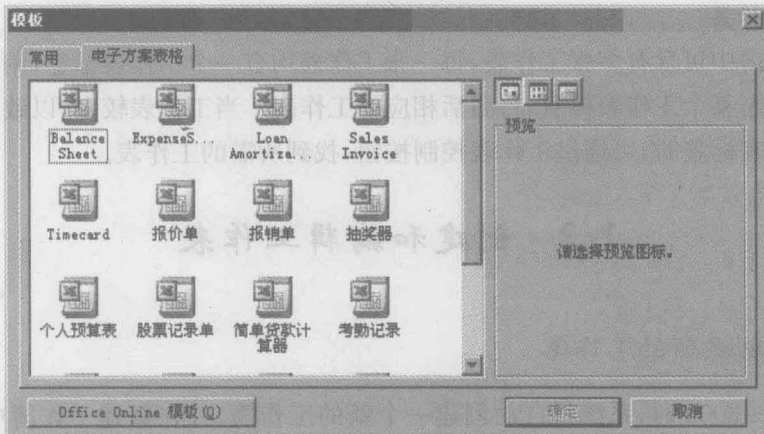 模板
常用 电子方案表格
Balance Sheet
ExpenseS...
Loan Amortiza...
Sales Invoice
Timecard
报价单
报销单
抽奖器
个人预算表
股票记录单
简单贷款计算器
考勤记录
预览
请选择预览图标。
Office Online 模板(Q)
确定
取消